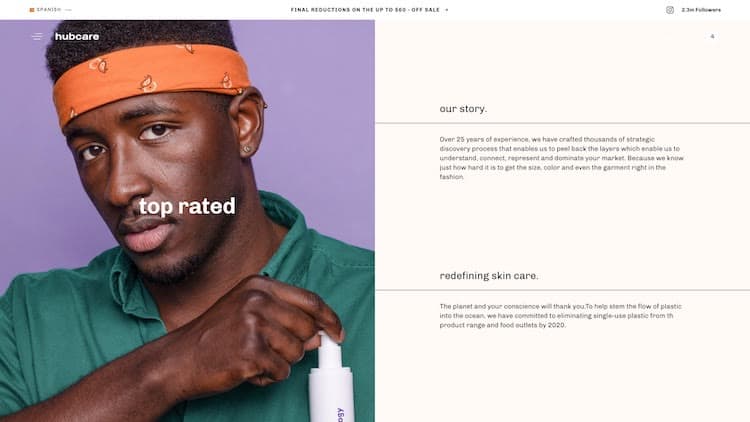 SPANISH
FINAL REDUCTIONS ON THE UP TO $60 - OFF SALE
2.3m Followers
hubcare
4
top rated
our story.
Over 25 years of experience, we have crafted thousands of strategic
discovery process that enables us to peel back the layers which enable us to
understand, connect, represent and dominate your market. Because we know
just how hard it is to get the size, color and even the garment right in the
fashion.
redefining skin care.
The planet and your conscience will thank you.To help stem the flow of plastic
into the ocean, we have committed to eliminating single-use plastic from th
product range and food outlets by 2020.